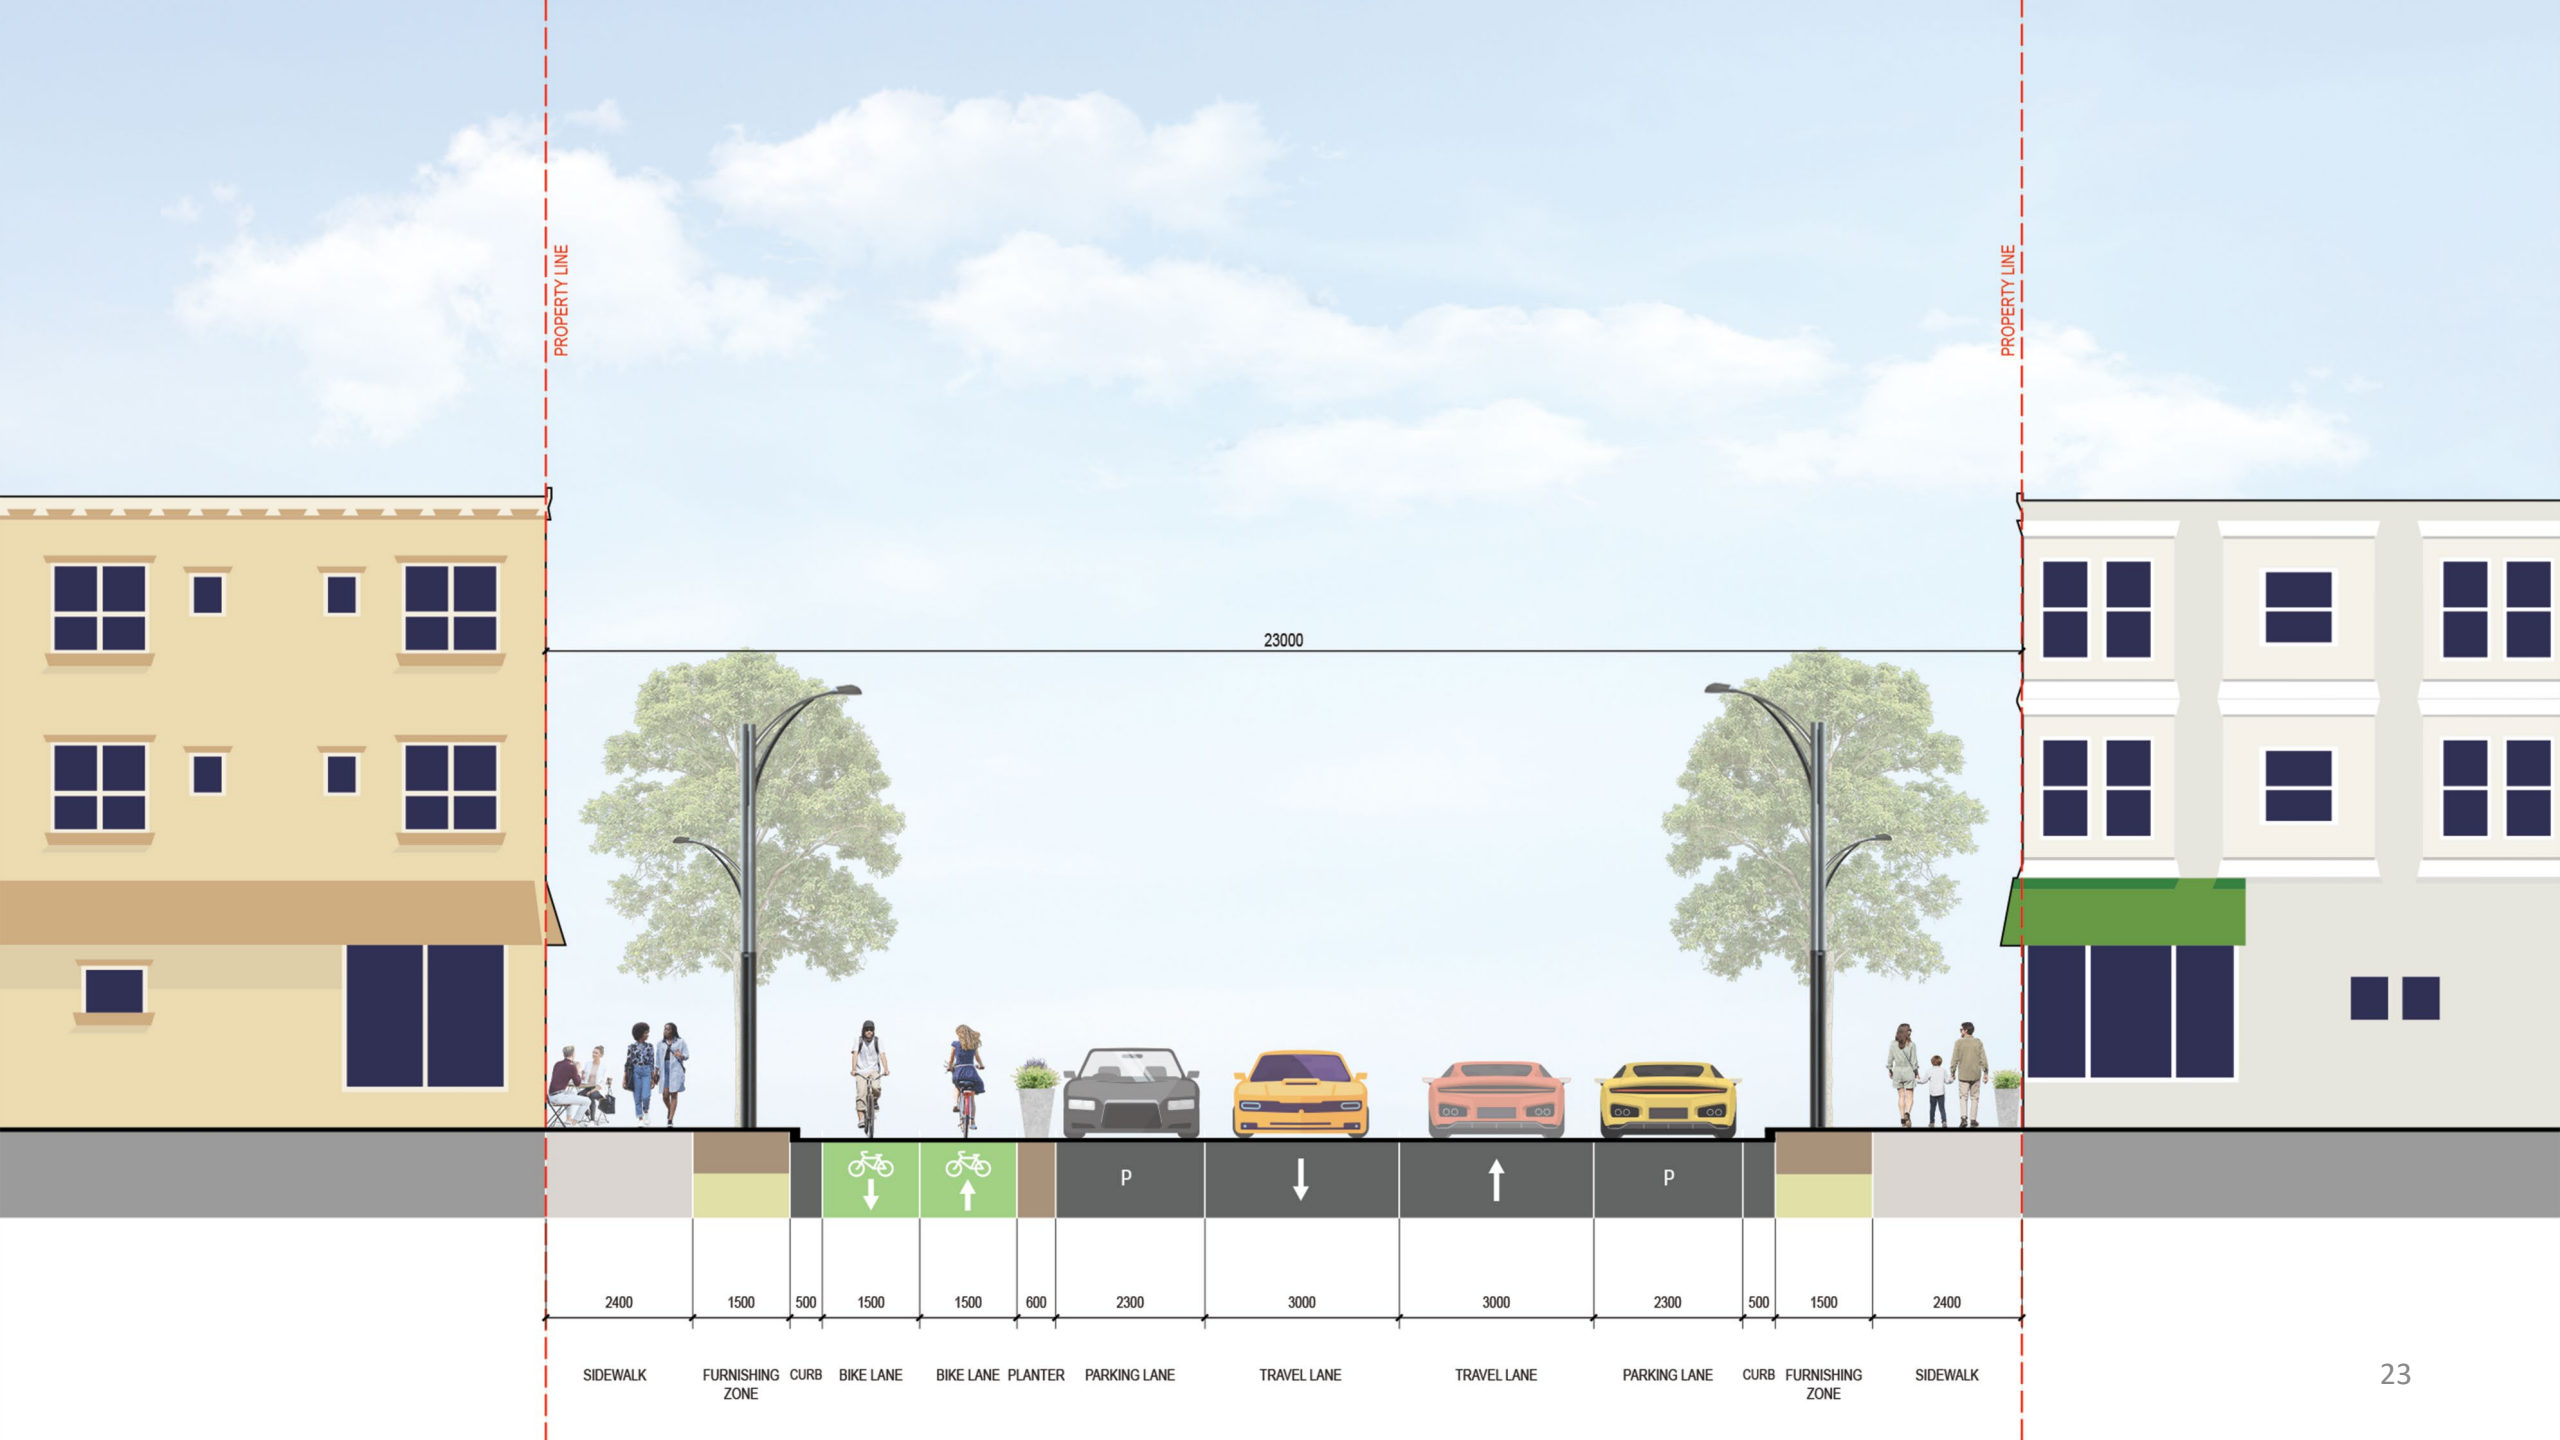 PROPERTY LINE
PROPERTY LINE
23000
P
P
2400
1500
500
1500
1500
600
2300
3000
3000
2300
500
1500
2400
SIDEWALK
FURNISHING
ZONE
CURB
BIKE LANE
BIKE LANE
PLANTER
PARKING LANE
TRAVEL LANE
TRAVEL LANE
PARKING LANE
CURB
FURNISHING
ZONE
SIDEWALK
23